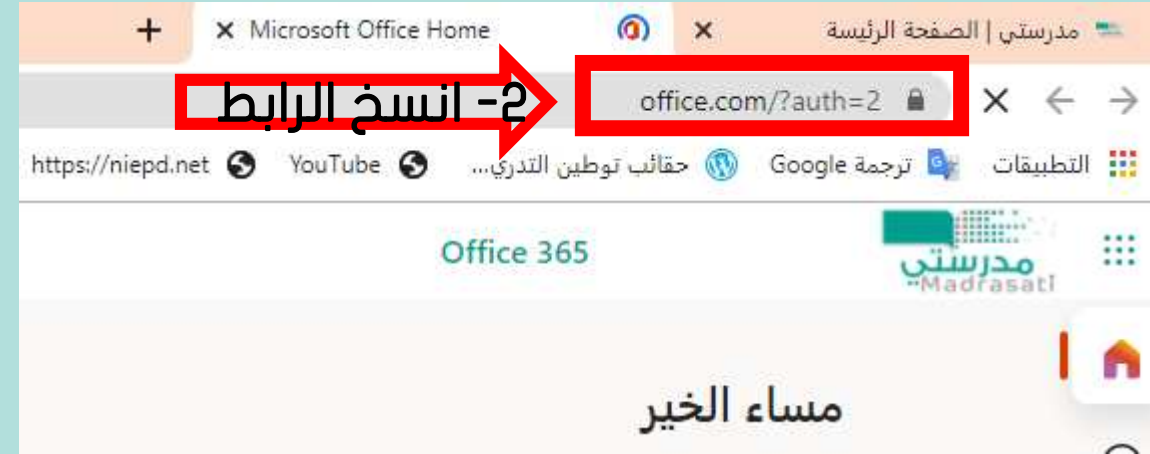 مدرستي | الصفحة الرئيسة
Microsoft Office Home
office.com/?auth=2
2- انسخ الرابط
التطبيقات
ترجمة Google
حقائب توطين التدري...
YouTube
https://niepd.net
مدرستي
Madrasati
Office 365
مساء الخير